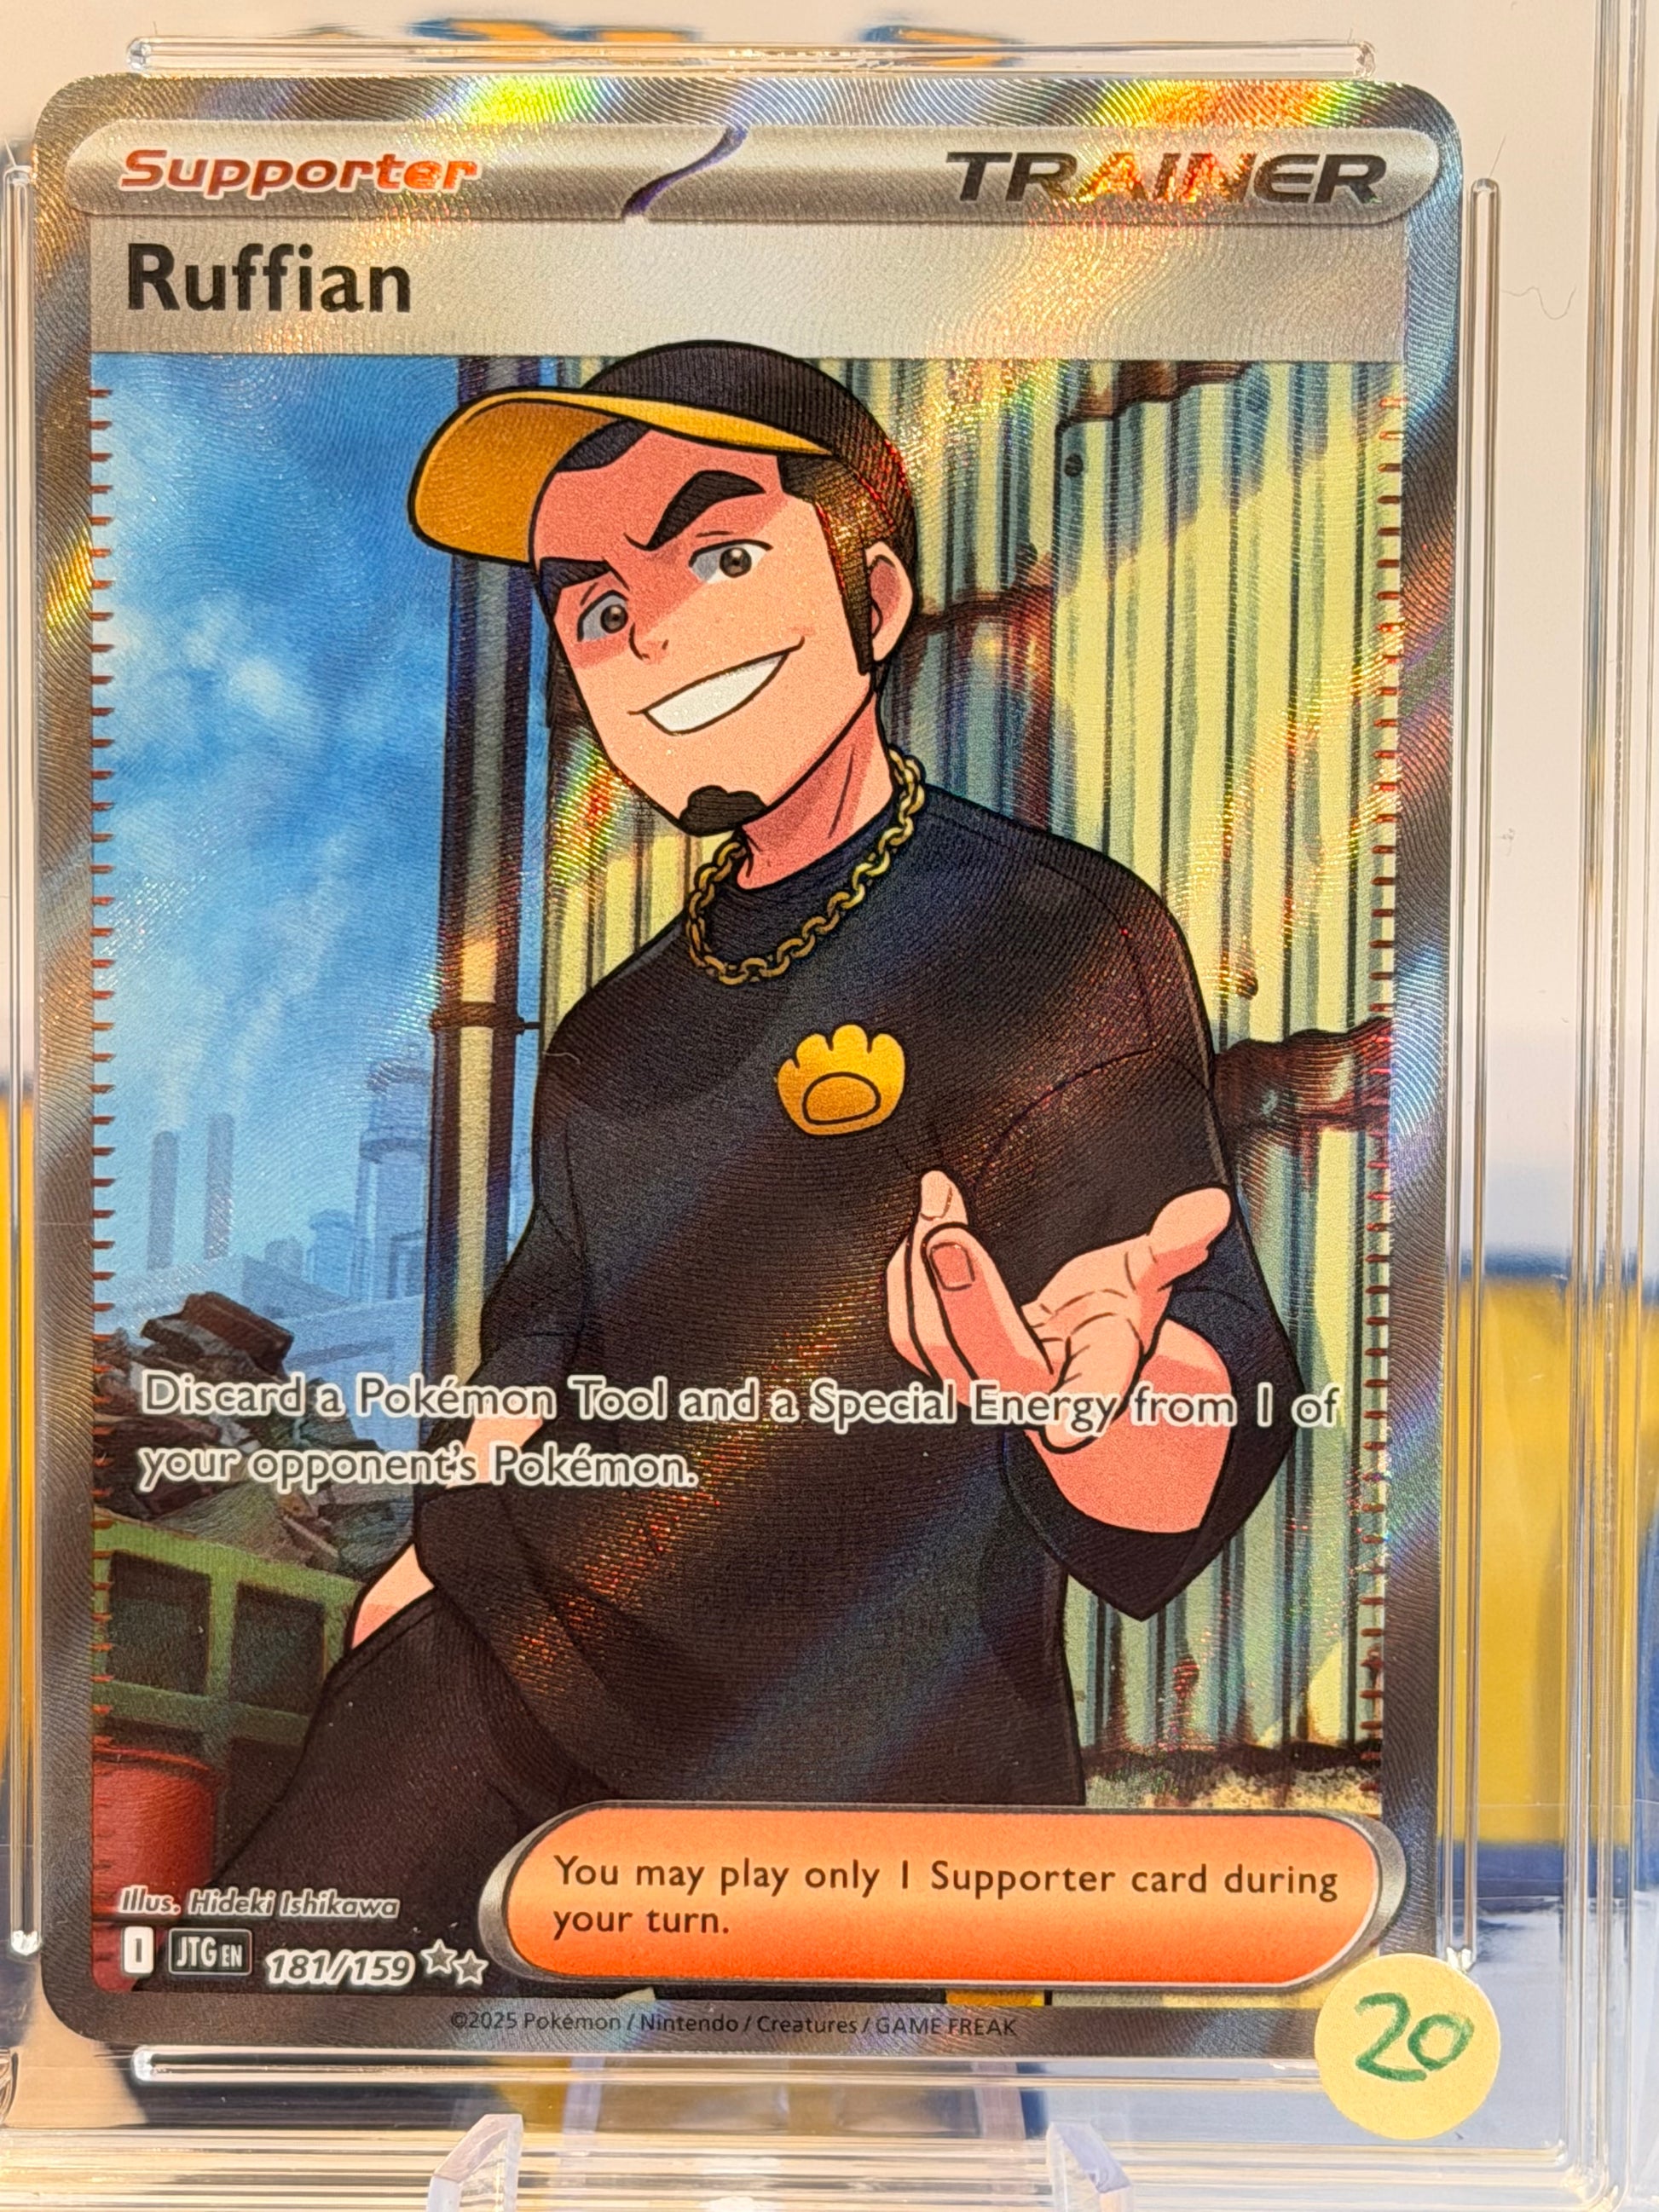 Supporter
TRAINER
Ruffian
Discard a Pokémon Tool and a Special Energy from 1 of
your opponent's Pokémon.
You may play only 1 Supporter card during
your turn.
Illus. Hideki Ishikawa
I JTG EN 181/159
©2025 Pokémon / Nintendo / Creatures / GAME FREAK
20